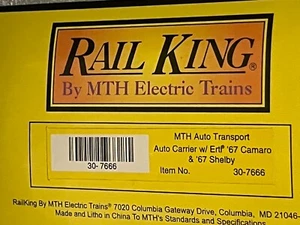 RAIL KING
By MTH Electric Trains
MTH Auto Transport
Auto Carrier w/ Ertl® '67 Camaro
& '67 Shelby
30-7666
Item No. 30-7666
RailKing By MTH Electric Trains® 7020 Columbia Gateway Drive, Columbia, MD 21046-
Made and Litho in China To MTH's Standards and Specifications